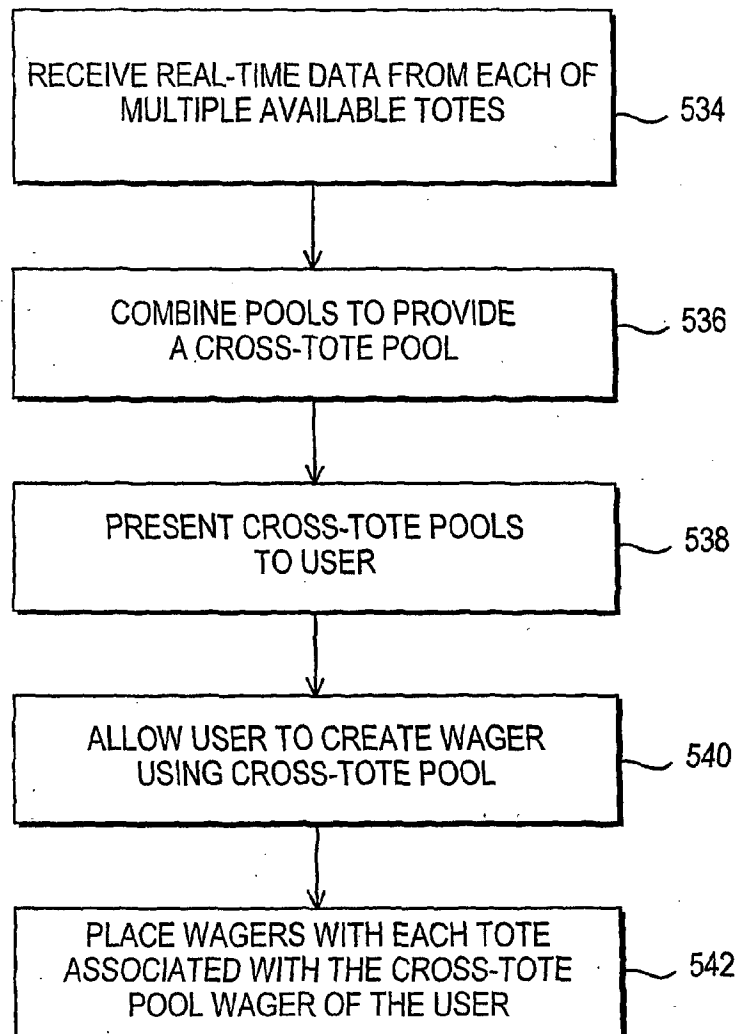 RECEIVE REAL-TIME DATA FROM EACH OF
MULTIPLE AVAILABLE TOTES
534
COMBINE POOLS TO PROVIDE
A CROSS-TOTE POOL
536
PRESENT CROSS-TOTE POOLS
TO USER
538
ALLOW USER TO CREATE WAGER
USING CROSS-TOTE POOL
540
PLACE WAGERS WITH EACH TOTE
ASSOCIATED WITH THE CROSS-TOTE
POOL WAGER OF THE USER
542